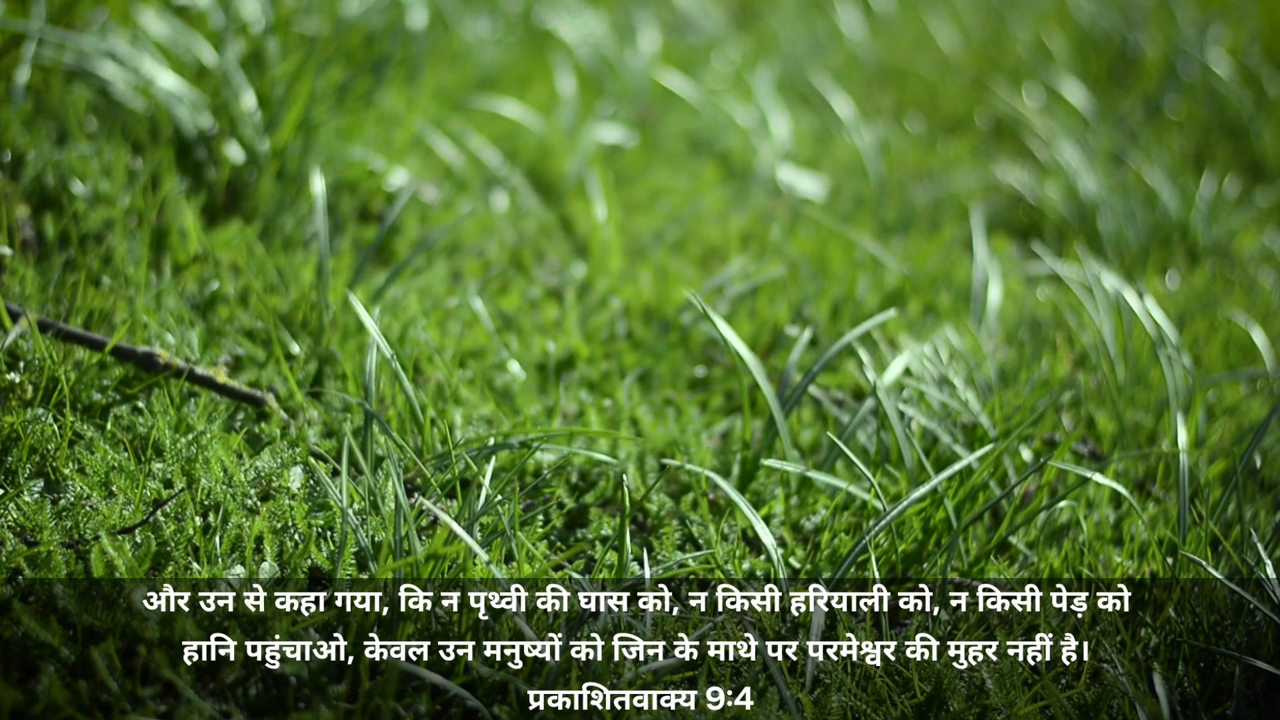 और उन से कहा गया, कि न पृथ्वी की घास को, न किसी हरियाली को, न किसी पेड़ को
हानि पहुंचाओ, केवल उन मनुष्यों को जिन के माथे पर परमेश्वर की मुहर नहीं है।
प्रकाशितवाक्य 9:4